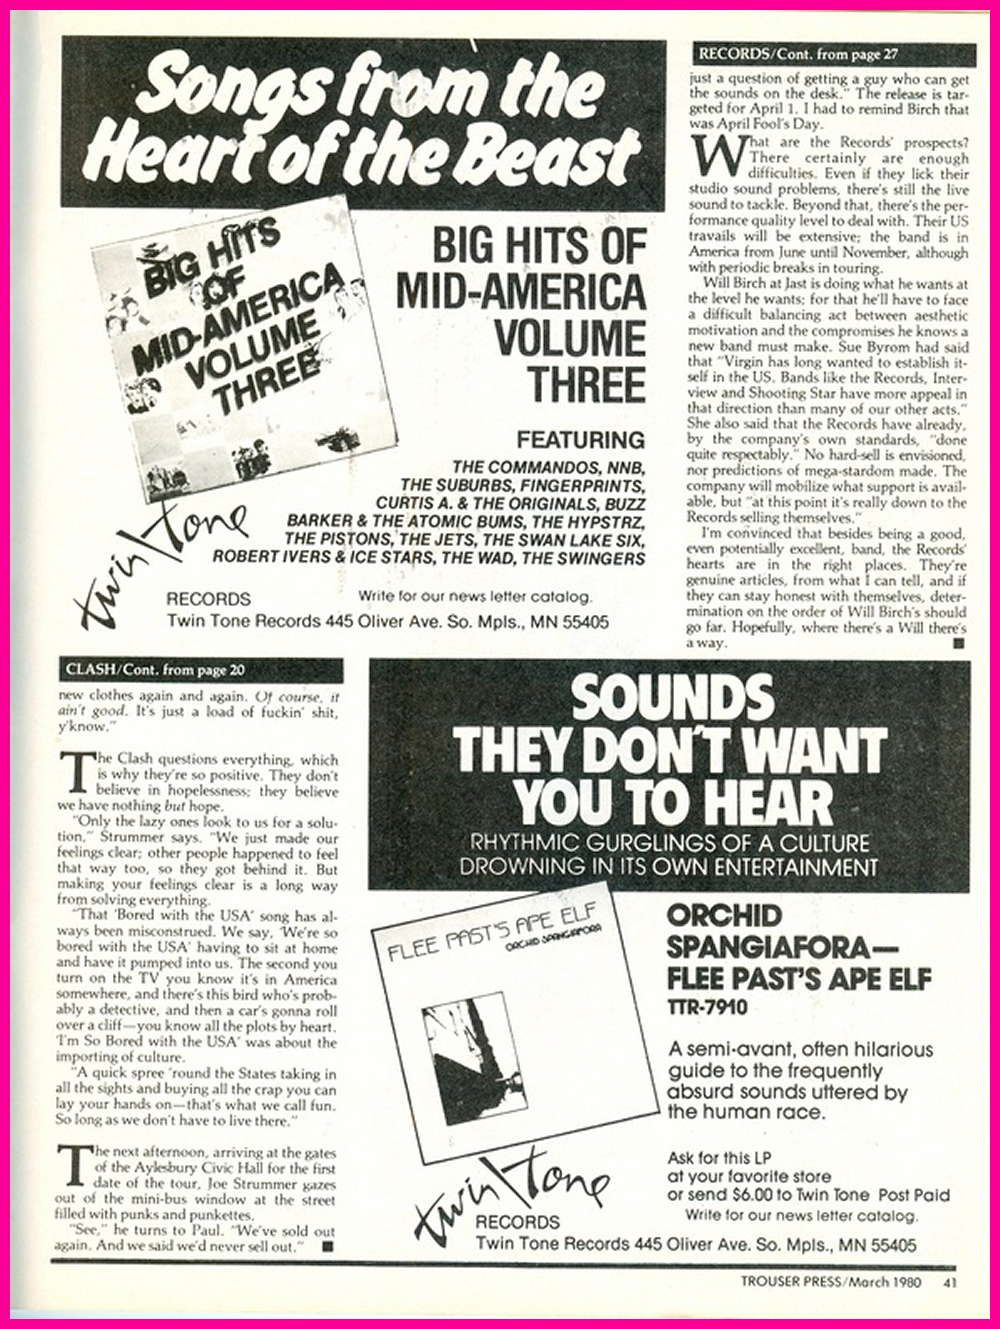 Songs from the
Heart of the Beast
BIG HITS
OF
MID-AMERICA
VOLUME
THREE
BIG HITS OF
MID-AMERICA
VOLUME
THREE
FEATURING
THE COMMANDOS, NNB,
THE SUBURBS, FINGERPRINTS,
CURTIS A. & THE ORIGINALS, BUZZ
BARKER & THE ATOMIC BUMS, THE HYPSTRZ,
THE PISTONS, THE JETS, THE SWAN LAKE SIX,
ROBERT IVERS & ICE STARS, THE WAD, THE SWINGERS
twin\tone
RECORDS
Write for our news letter catalog.
Twin Tone Records 445 Oliver Ave. So. Mpls., MN 55405
RECORDS/Cont. from page 27
just a question of getting a guy who can get
the sounds on the desk." The release is tar-
geted for April 1. I had to remind Birch that
was April Fool's Day.
What are the Records' prospects?
There certainly are enough
difficulties. Even if they lick their
studio sound problems, there's still the live
sound to tackle. Beyond that, there's the per-
formance quality level to deal with. Their US
travails will be extensive; the band is in
America from June until November, although
with periodic breaks in touring.
Will Birch at last is doing what he wants at
the level he wants; for that he'll have to face
a difficult balancing act between aesthetic
motivation and the compromises he knows a
new band must make. Sue Byrom had said
that "Virgin has long wanted to establish it-
self in the US. Bands like the Records, Inter-
view and Shooting Star have more appeal in
that direction than many of our other acts."
She also said that the Records have already,
by the company's own standards, "done
quite respectably." No hard-sell is envisioned,
nor predictions of mega-stardom made. The
company will mobilize what support is avail-
able, but "at this point it's really down to the
Records selling themselves."
I'm convinced that besides being a good,
even potentially excellent, band, the Records'
hearts are in the right places. They're
genuine articles, from what I can tell, and if
they can stay honest with themselves, deter-
mination on the order of Will Birch's should
go far. Hopefully, where there's a Will there's
a way.
CLASH/Cont. from page 20
new clothes again and again. Of course, it
ain't good. It's just a load of fuckin' shit,
y'know."
The Clash questions everything, which
is why they're so positive. They don't
believe in hopelessness; they believe
we have nothing but hope.
"Only the lazy ones look to us for a solu-
tion," Strummer says. "We just made our
feelings clear; other people happened to feel
that way too, so they got behind it. But
making your feelings clear is a long way
from solving everything.
"That 'Bored with the USA' song has al-
ways been misconstrued. We say, 'We're so
bored with the USA' having to sit at home
and have it pumped into us. The second you
turn on the TV you know it's in America
somewhere, and there's this bird who's prob-
ably a detective, and then a car's gonna roll
over a cliff—you know all the plots by heart.
'I'm So Bored with the USA' was about the
importing of culture.
"A quick spree 'round the States taking in
all the sights and buying all the crap you can
lay your hands on—that's what we call fun.
So long as we don't have to live there."
The next afternoon, arriving at the gates
of the Aylesbury Civic Hall for the first
date of the tour, Joe Strummer gazes
out of the mini-bus window at the street
filled with punks and punkettes.
"See," he turns to Paul. "We've sold out
again. And we said we'd never sell out."
SOUNDS
THEY DON'T WANT
YOU TO HEAR
RHYTHMIC GURGLINGS OF A CULTURE
DROWNING IN ITS OWN ENTERTAINMENT
FLEE PAST'S APE ELF
ORCHID SPANGIAFORA
ORCHID
SPANGIAFORA—
FLEE PAST'S APE ELF
TTR-7910
A semi-avant, often hilarious
guide to the frequently
absurd sounds uttered by
the human race.
Ask for this LP
at your favorite store
or send $6.00 to Twin Tone Post Paid
Write for our news letter catalog.
twin\tone
RECORDS
Twin Tone Records 445 Oliver Ave. So. Mpls., MN 55405
TROUSER PRESS/March 1980 41